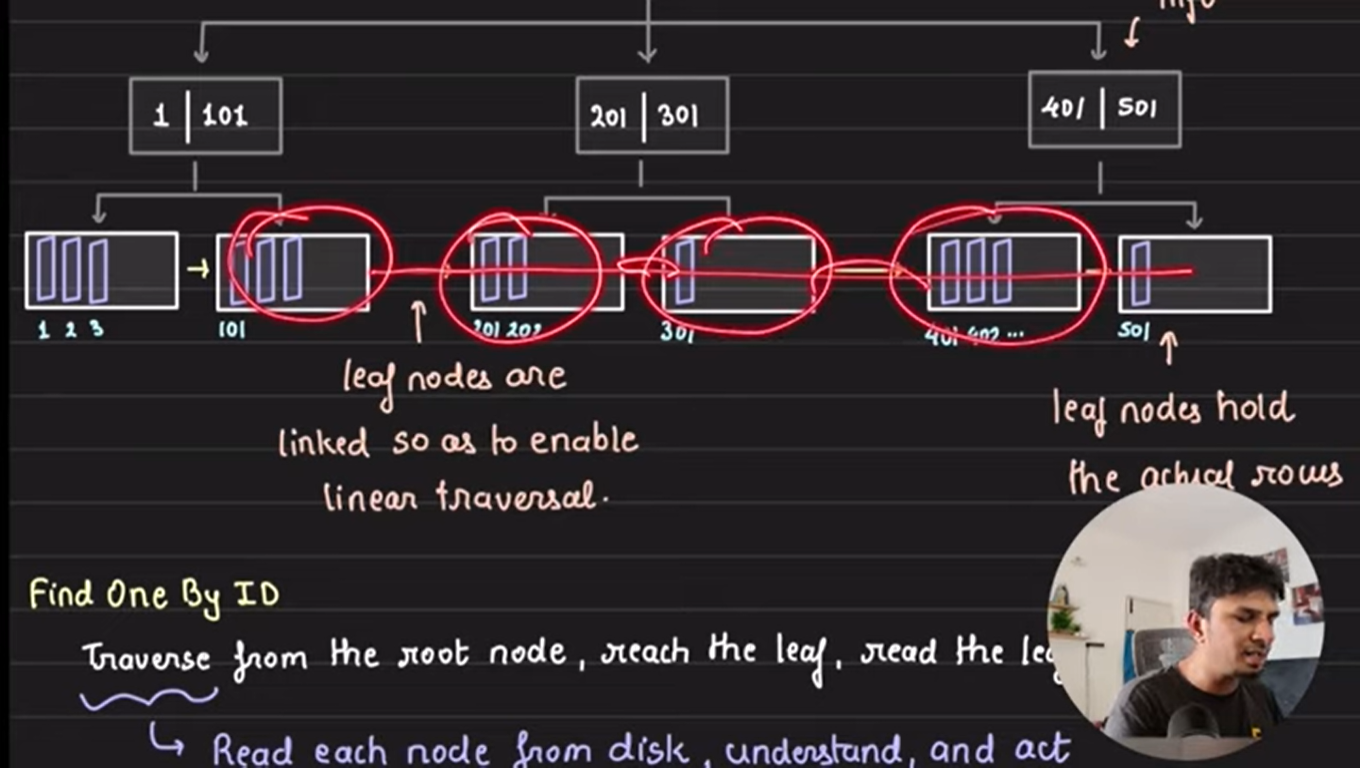 1 | 101
201 | 301
401 | 501
1 2 3
101
201 202
301
401 402 ...
501
leaf nodes are
linked so as to enable
linear traversal.
leaf nodes hold
the actual rows
Find One By ID
Traverse from the root node, reach the leaf, read the
Read each node from disk, understand, and act